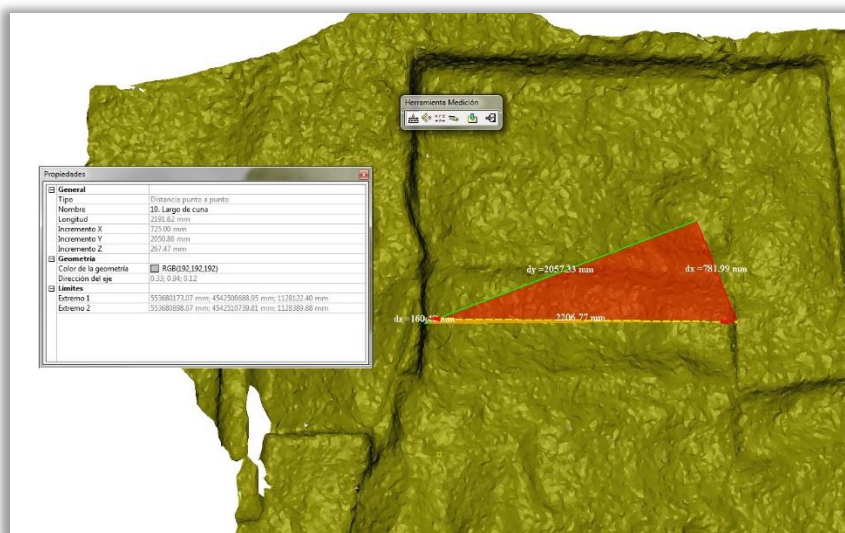 Herramienta Medición
Propiedades
General
Tipo Distancia punto a punto
Nombre 10. Largo de cuna
Longitud 2191.62 mm
Incremento X 725.00 mm
Incremento Y 2050.86 mm
Incremento Z 267.47 mm
Geometría
Color de la geometría RGB(192,192,192)
Dirección del eje 0.33; 0.94; 0.12
Límites
Extremo 1 553680173.07 mm; 4542508688.95 mm; 1128122.40 mm
Extremo 2 553680898.07 mm; 4542510739.81 mm; 1128389.88 mm
dy =2057.33 mm
dx =781.99 mm
2206.77 mm